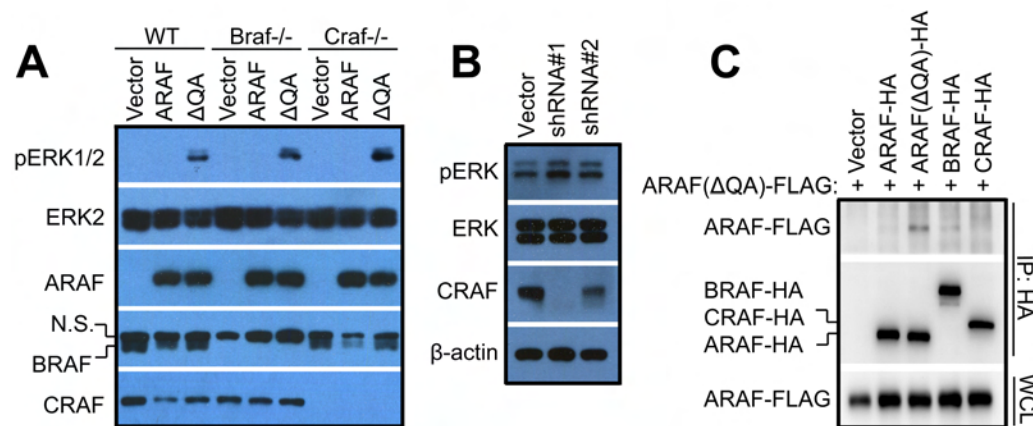 A
WT Braf-/- Craf-/-
Vector ARAF ΔQA Vector ARAF ΔQA Vector ARAF ΔQA
pERK1/2
ERK2
ARAF
N.S.
BRAF
CRAF
B
Vector shRNA#1 shRNA#2
pERK
ERK
CRAF
β-actin
C
Vector ARAF-HA ARAF(ΔQA)-HA BRAF-HA CRAF-HA
ARAF(ΔQA)-FLAG: + + + + +
ARAF-FLAG
BRAF-HA
CRAF-HA
ARAF-HA
IP: HA
ARAF-FLAG
WCL